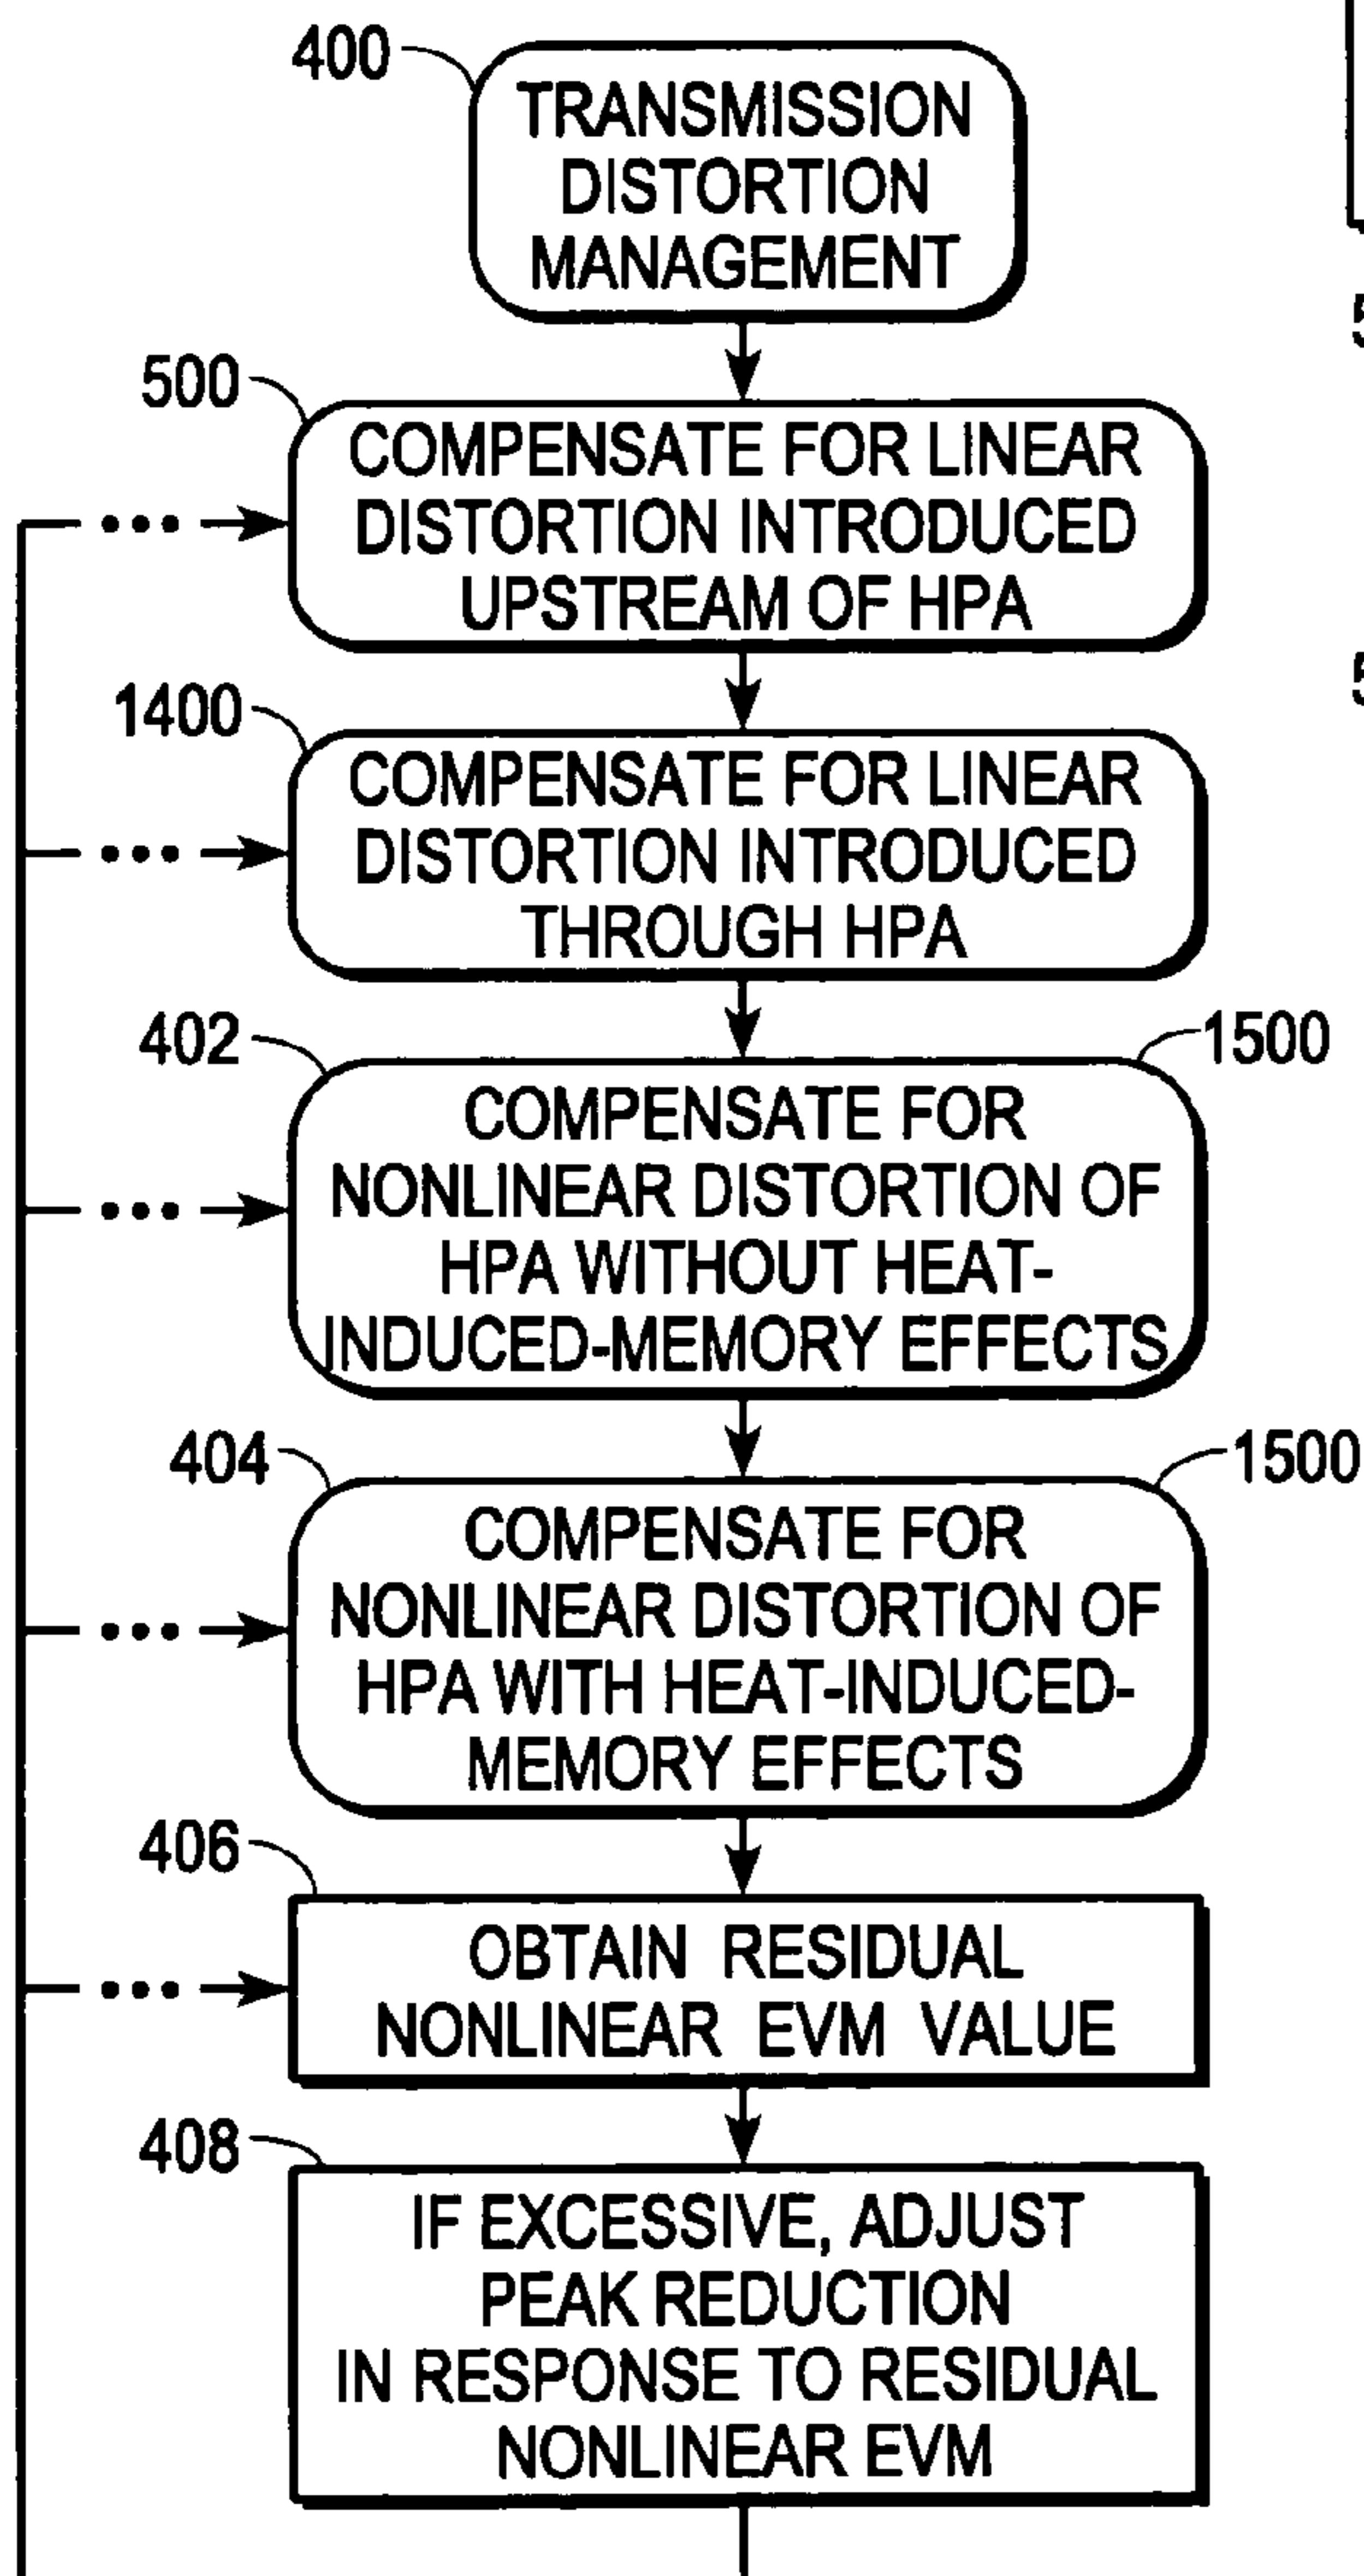 400
TRANSMISSION
DISTORTION
MANAGEMENT
500
COMPENSATE FOR LINEAR
DISTORTION INTRODUCED
UPSTREAM OF HPA
1400
COMPENSATE FOR LINEAR
DISTORTION INTRODUCED
THROUGH HPA
402
1500
COMPENSATE FOR
NONLINEAR DISTORTION OF
HPA WITHOUT HEAT-
INDUCED-MEMORY EFFECTS
404
1500
COMPENSATE FOR
NONLINEAR DISTORTION OF
HPA WITH HEAT-INDUCED-
MEMORY EFFECTS
406
OBTAIN RESIDUAL
NONLINEAR EVM VALUE
408
IF EXCESSIVE, ADJUST
PEAK REDUCTION
IN RESPONSE TO RESIDUAL
NONLINEAR EVM